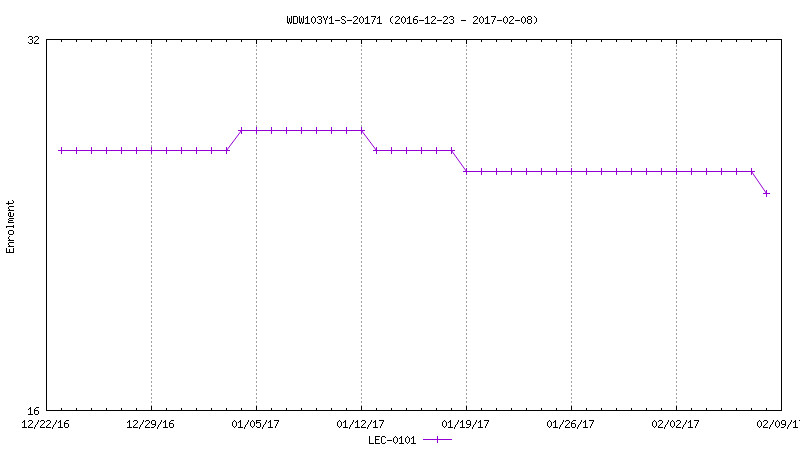 WDW103Y1-S-20171 (2016-12-23 - 2017-02-08)
32
Enrolment
16
12/22/16 12/29/16 01/05/17 01/12/17 01/19/17 01/26/17 02/02/17 02/09/1
LEC-0101